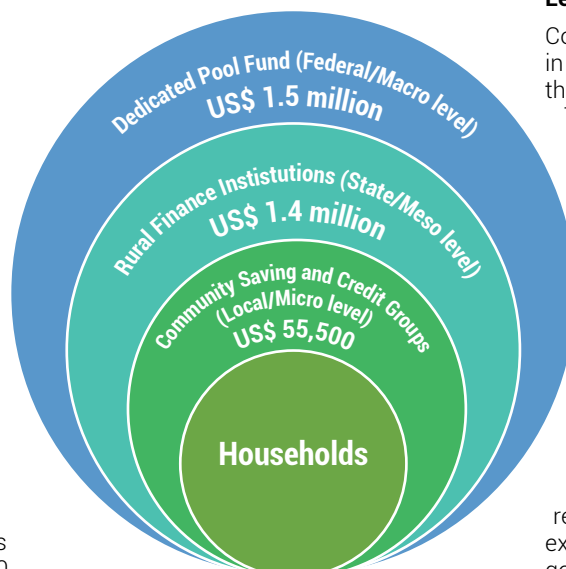 Co
in
th
Dedicated Pool Fund (Federal/Macro level)
US$ 1.5 million
Rural Finance Instistutions (State/Meso level)
US$ 1.4 million
Community Saving and Credit Groups
(Local/Micro level)
US$ 55,500
Households
s
re
ex